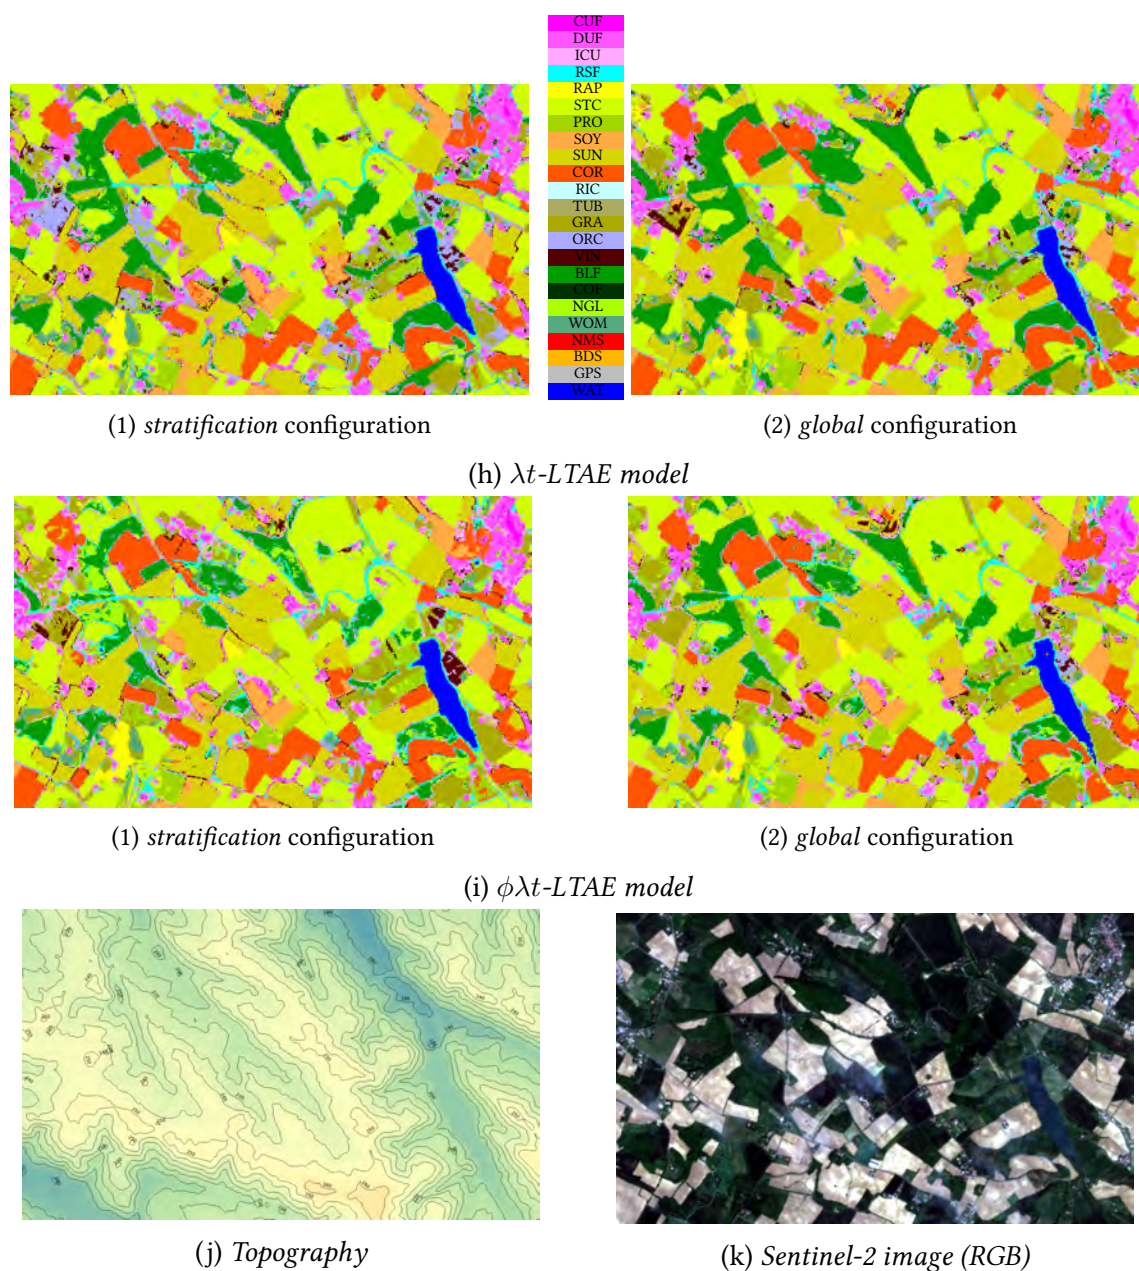 CUF
DUF
ICU
RSF
RAP
STC
PRO
SOY
SUN
COR
RIC
TUB
GRA
ORC
VIN
BLF
COF
NGL
WOM
NMS
BDS
GPS
WAT
(1) stratification configuration
(2) global configuration
(h) λt-LTAE model
(1) stratification configuration
(2) global configuration
(i) ϕλt-LTAE model
(j) Topography
(k) Sentinel-2 image (RGB)